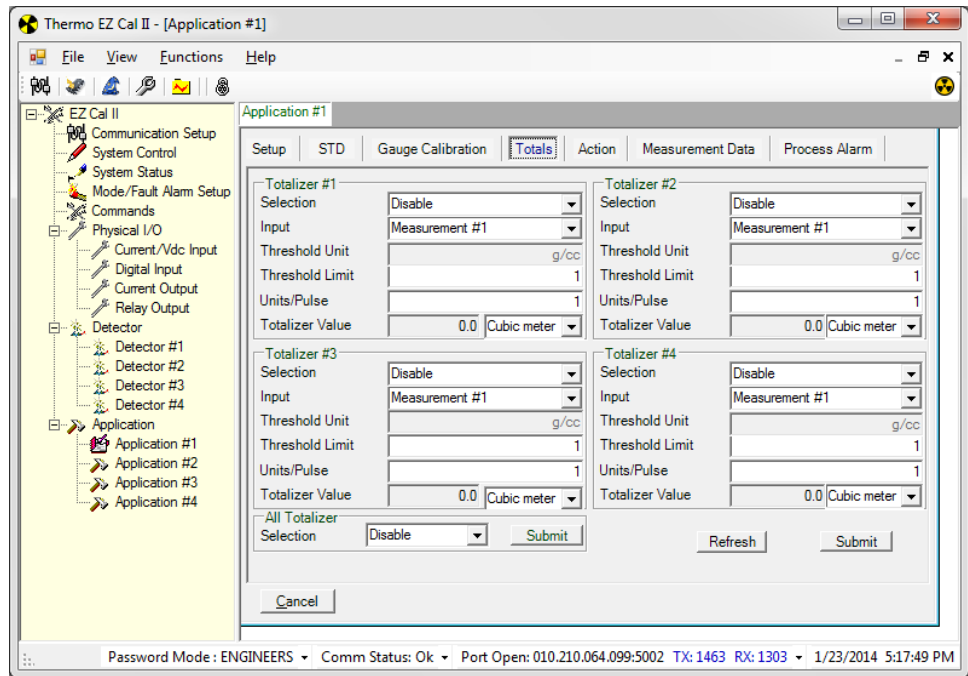 Thermo EZ Cal II - [Application #1]
File View Functions Help
EZ Cal II
Communication Setup
System Control
System Status
Mode/Fault Alarm Setup
Commands
Physical I/O
Current/Vdc Input
Digital Input
Current Output
Relay Output
Detector
Detector #1
Detector #2
Detector #3
Detector #4
Application
Application #1
Application #2
Application #3
Application #4
Application #1
Setup STD Gauge Calibration Totals Action Measurement Data Process Alarm
Totalizer #1
Selection Disable
Input Measurement #1
Threshold Unit g/cc
Threshold Limit 1
Units/Pulse 1
Totalizer Value 0.0 Cubic meter
Totalizer #2
Selection Disable
Input Measurement #1
Threshold Unit g/cc
Threshold Limit 1
Units/Pulse 1
Totalizer Value 0.0 Cubic meter
Totalizer #3
Selection Disable
Input Measurement #1
Threshold Unit g/cc
Threshold Limit 1
Units/Pulse 1
Totalizer Value 0.0 Cubic meter
Totalizer #4
Selection Disable
Input Measurement #1
Threshold Unit g/cc
Threshold Limit 1
Units/Pulse 1
Totalizer Value 0.0 Cubic meter
All Totalizer
Selection Disable Submit
Refresh Submit
Cancel
Password Mode : ENGINEERS Comm Status: Ok Port Open: 010.210.064.099:5002 TX: 1463 RX: 1303 1/23/2014 5:17:49 PM